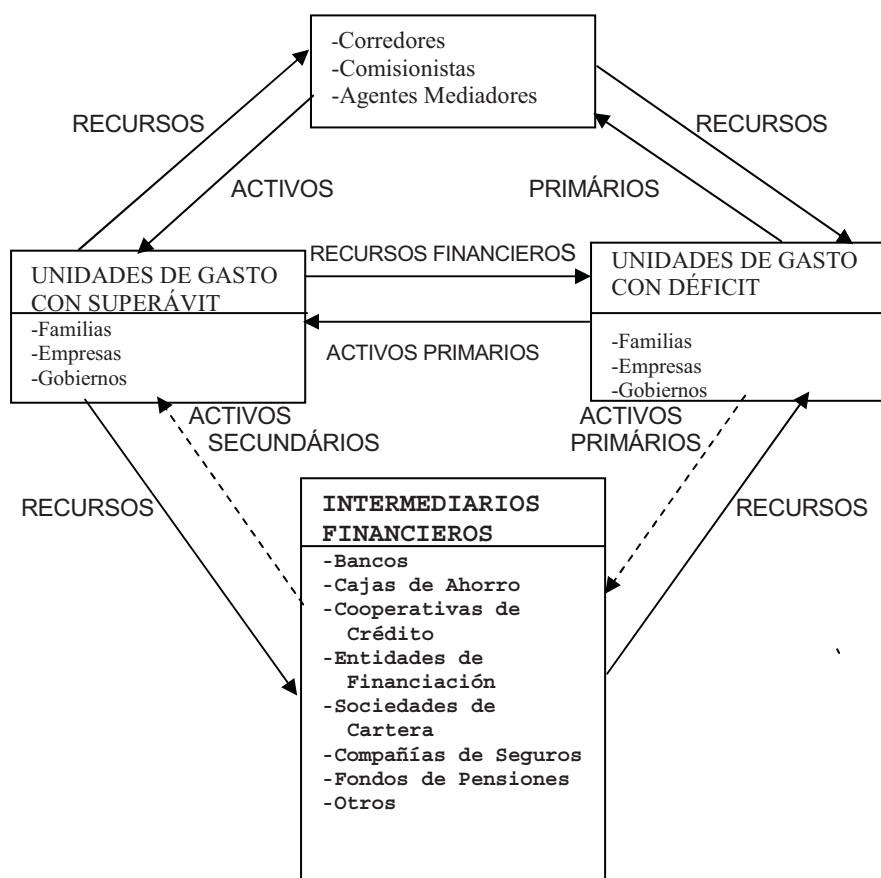 -Corredores
-Comisionistas
-Agentes Mediadores
RECURSOS
RECURSOS
ACTIVOS
PRIMÁRIOS
UNIDADES DE GASTO
CON SUPERÁVIT
-Familias
-Empresas
-Gobiernos
RECURSOS FINANCIEROS
ACTIVOS PRIMARIOS
UNIDADES DE GASTO
CON DÉFICIT
-Familias
-Empresas
-Gobiernos
ACTIVOS
SECUNDÁRIOS
ACTIVOS
PRIMÁRIOS
RECURSOS
RECURSOS
INTERMEDIARIOS
FINANCIEROS
-Bancos
-Cajas de Ahorro
-Cooperativas de
Crédito
-Entidades de
Financiación
-Sociedades de
Cartera
-Compañías de Seguros
-Fondos de Pensiones
-Otros